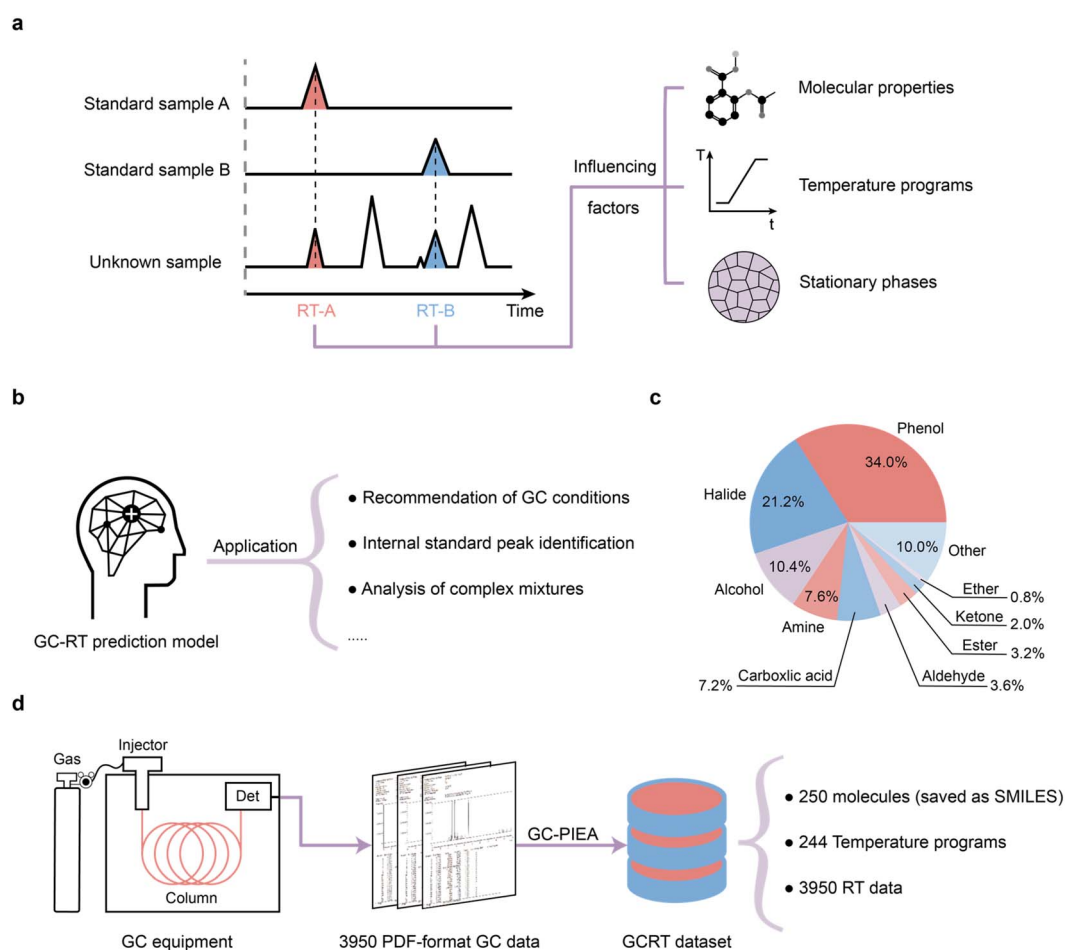 a
Standard sample A
Standard sample B
Unknown sample
RT-A
RT-B
Time
Influencing
factors
Molecular properties
T
t
Temperature programs
Stationary phases
b
GC-RT prediction model
Application
● Recommendation of GC conditions
● Internal standard peak identification
● Analysis of complex mixtures
.....
c
Phenol
34.0%
Halide
21.2%
Alcohol
10.4%
Amine
7.6%
7.2% Carboxlic acid
Aldehyde 3.6%
Ester 3.2%
Ketone 2.0%
Ether 0.8%
Other
10.0%
d
Gas
Injector
Det
Column
GC equipment
3950 PDF-format GC data
GC-PIEA
GCRT dataset
● 250 molecules (saved as SMILES)
● 244 Temperature programs
● 3950 RT data